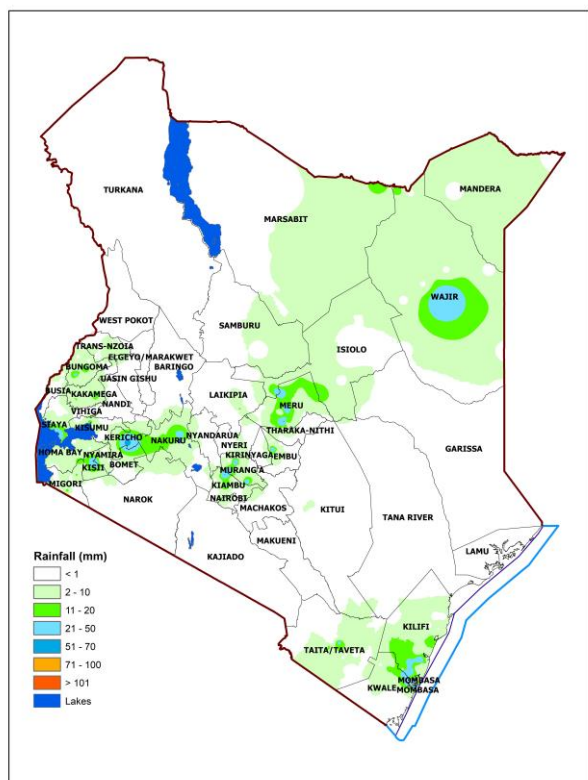 TURKANA
MANDERA
MARSABIT
WAJIR
WEST POKOT
SAMBURU
ISIOLO
TRANS-NZOIA
ELGEYO/MARAKWET
BARINGO
BUNGOMA
UASIN GISHU
LAIKIPIA
BUSIA
KAKAMEGA
NANDI
MERU
VIHIGA
SIAYA
KISUMU
THARAKA-NITHI
KERICHO
NAKURU
NYANDARUA
NYERI
GARISSA
HOMA BAY
NYAMIRA
KIRINYAGA
EMBU
KISII
BOMET
MURANG'A
MIGORI
KIAMBU
NAROK
NAIROBI
MACHAKOS
KITUI
TANA RIVER
KAJIADO
MAKUENI
LAMU
KILIFI
TAITA/TAVETA
KWALE
MOMBASA
MOMBASA
Rainfall (mm)
< 1
2 - 10
11 - 20
21 - 50
51 - 70
71 - 100
> 101
Lakes